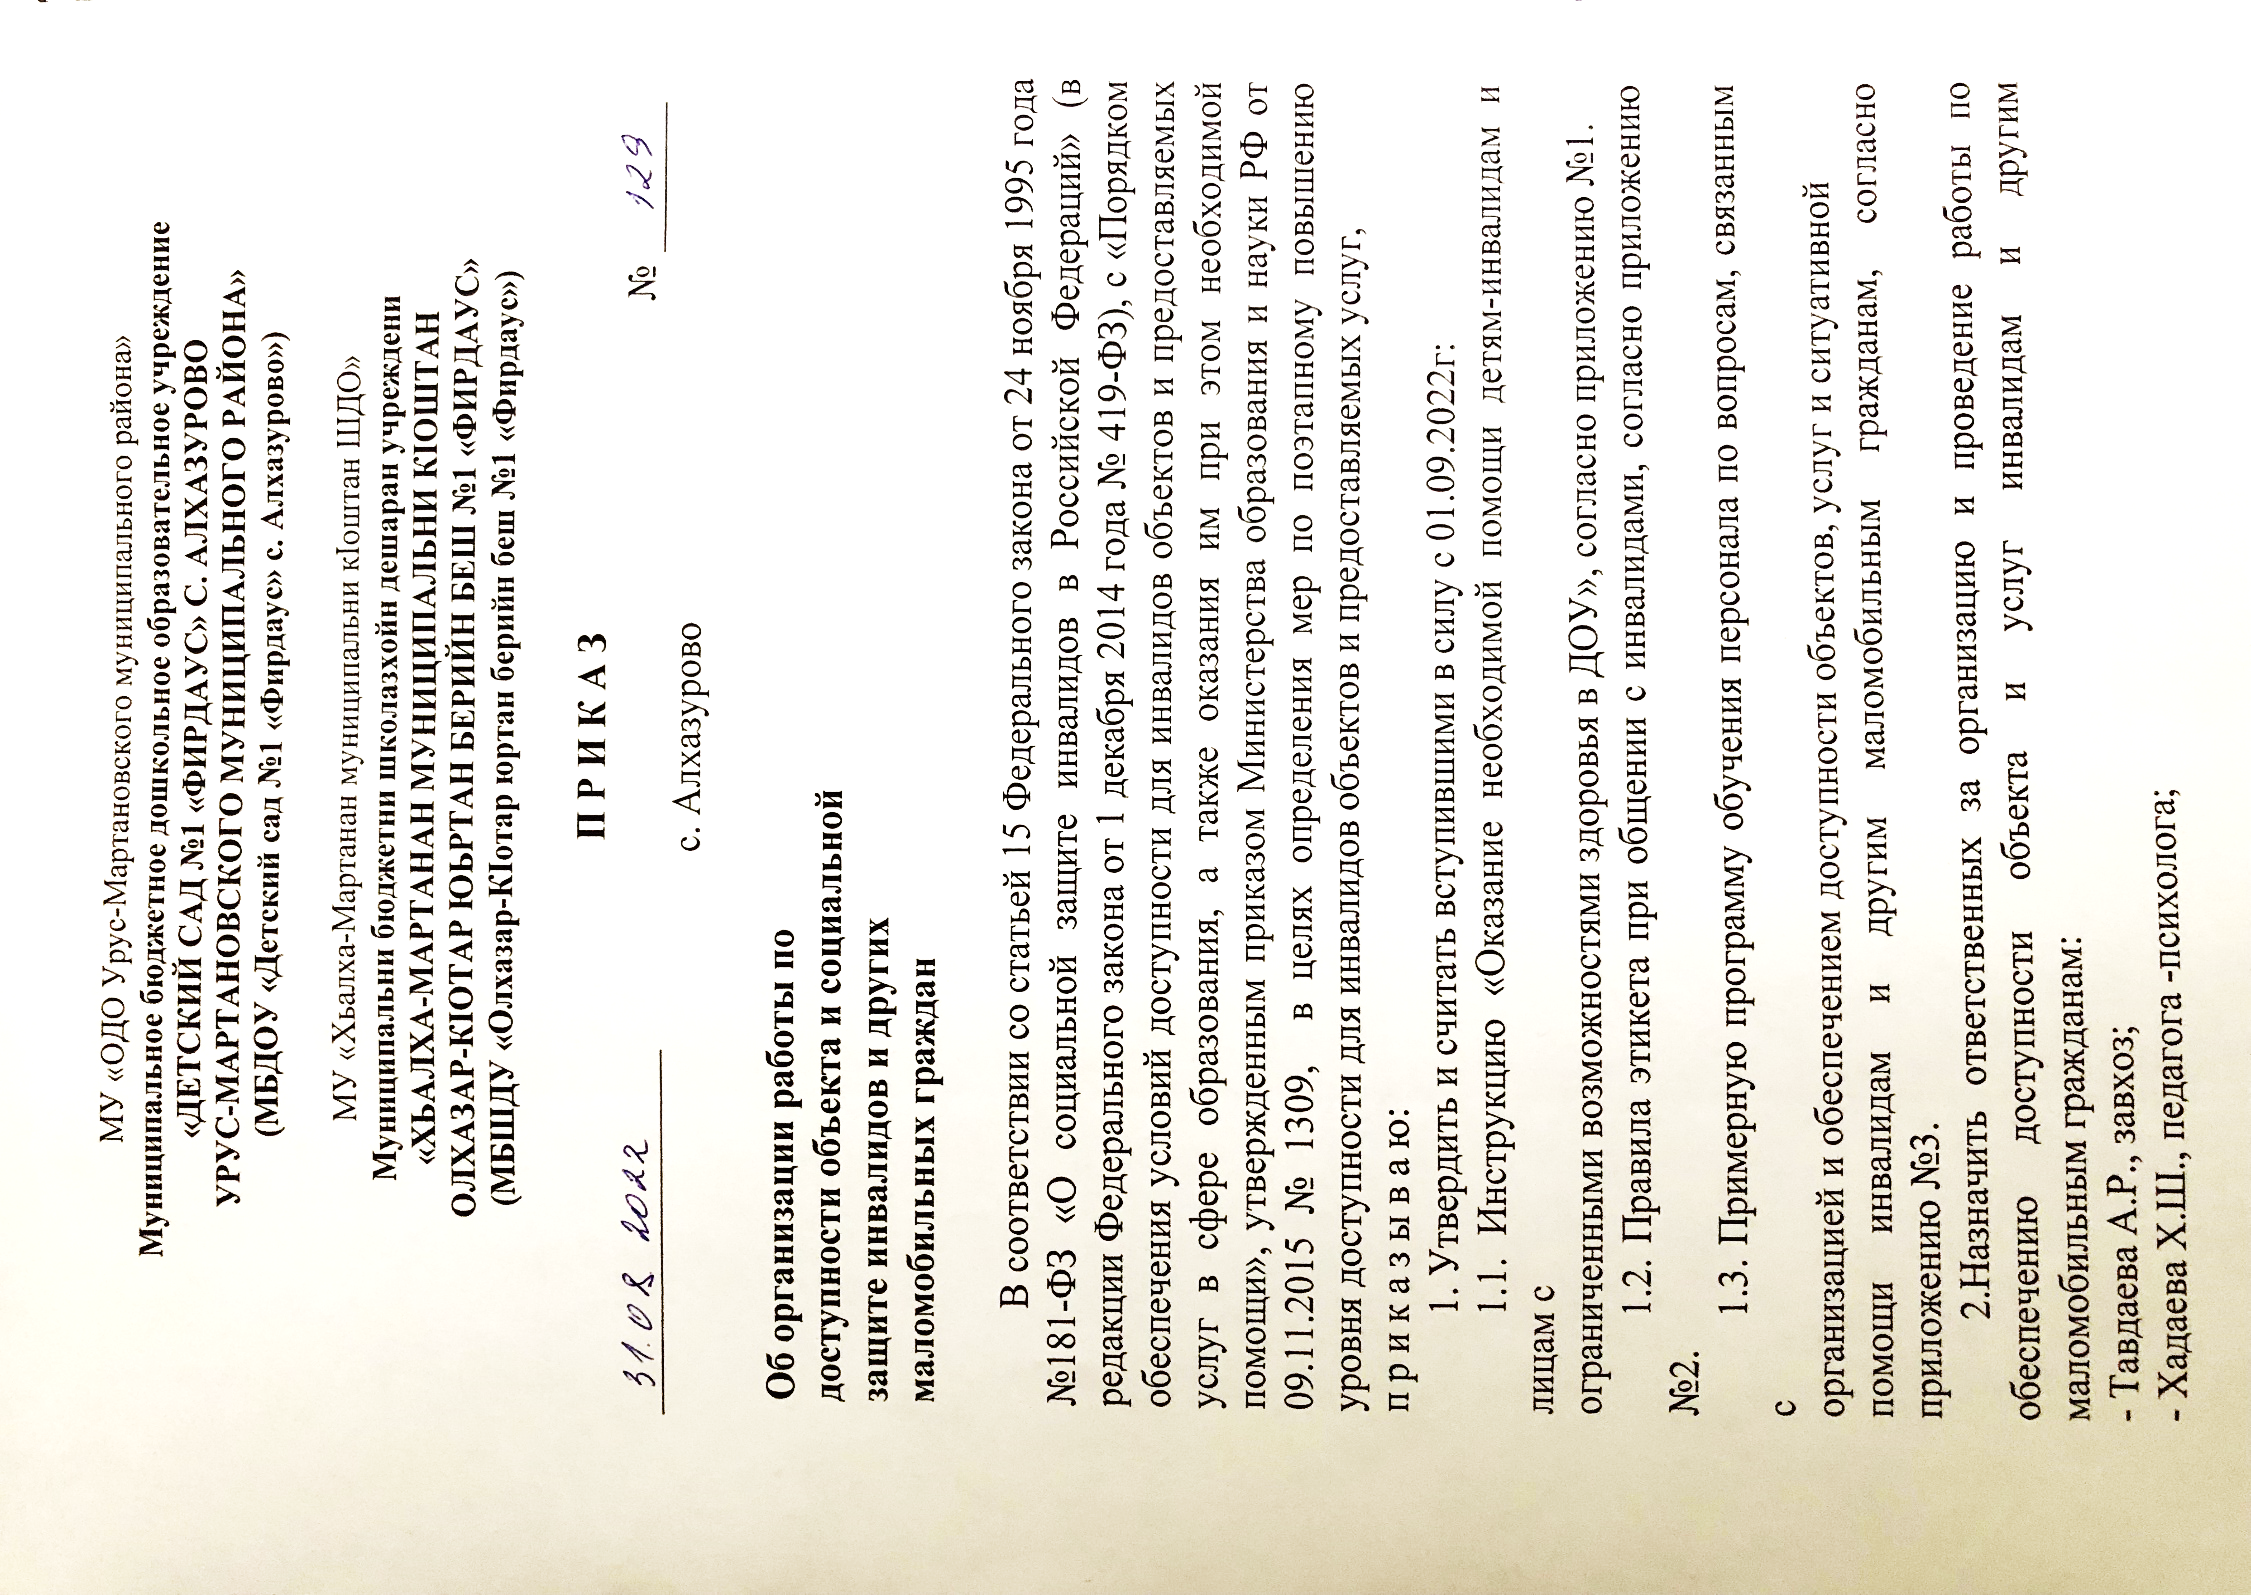 МУ «ОДО Урус-Мартановского муниципального района»
Муниципальное бюджетное дошкольное образовательное учреждение
«ДЕТСКИЙ САД №1 «ФИРДАУС» С. АЛХАЗУРОВО
УРУС-МАРТАНОВСКОГО МУНИЦИПАЛЬНОГО РАЙОНА»
(МБДОУ «Детский сад №1 «Фирдаус» с. Алхазурово»)
МУ «Хьалха-Мартанан муниципальни кIоштан ШДО»
Муниципальни бюджетни школазхойн дешаран учреждени
«ХЬАЛХА-МАРТАНАН МУНИЦИПАЛЬНИ КIОШТАН
ОЛХАЗАР-КIОТАР ЮЬРТАН БЕРИЙН БЕШ №1 «ФИРДАУС»
(МБШДУ «Олхазар-КIотар юртан берийн беш №1 «Фирдаус»)
П Р И К А З
31.08 2022 № 129
с. Алхазурово
Об организации работы по
доступности объекта и социальной
защите инвалидов и других
маломобильных граждан
В соответствии со статьей 15 Федерального закона от 24 ноября 1995 года
№181-ФЗ «О социальной защите инвалидов в Российской Федераций» (в
редакции Федерального закона от 1 декабря 2014 года № 419-ФЗ), с «Порядком
обеспечения условий доступности для инвалидов объектов и предоставляемых
услуг в сфере образования, а также оказания им при этом необходимой
помощи», утвержденным приказом Министерства образования и науки РФ от
09.11.2015 № 1309, в целях определения мер по поэтапному повышению
уровня доступности для инвалидов объектов и предоставляемых услуг,
п р и к а з ы в а ю:
1. Утвердить и считать вступившими в силу с 01.09.2022г:
1.1. Инструкцию «Оказание необходимой помощи детям-инвалидам и
лицам с
ограниченными возможностями здоровья в ДОУ», согласно приложению №1.
1.2. Правила этикета при общении с инвалидами, согласно приложению
№2.
1.3. Примерную программу обучения персонала по вопросам, связанным
с
организацией и обеспечением доступности объектов, услуг и ситуативной
помощи инвалидам и другим маломобильным гражданам, согласно
приложению №3.
2.Назначить ответственных за организацию и проведение работы по
обеспечению доступности объекта и услуг инвалидам и другим
маломобильным гражданам:
- Тавдаева А.Р., завхоз;
- Хадаева Х.Ш., педагога -психолога;